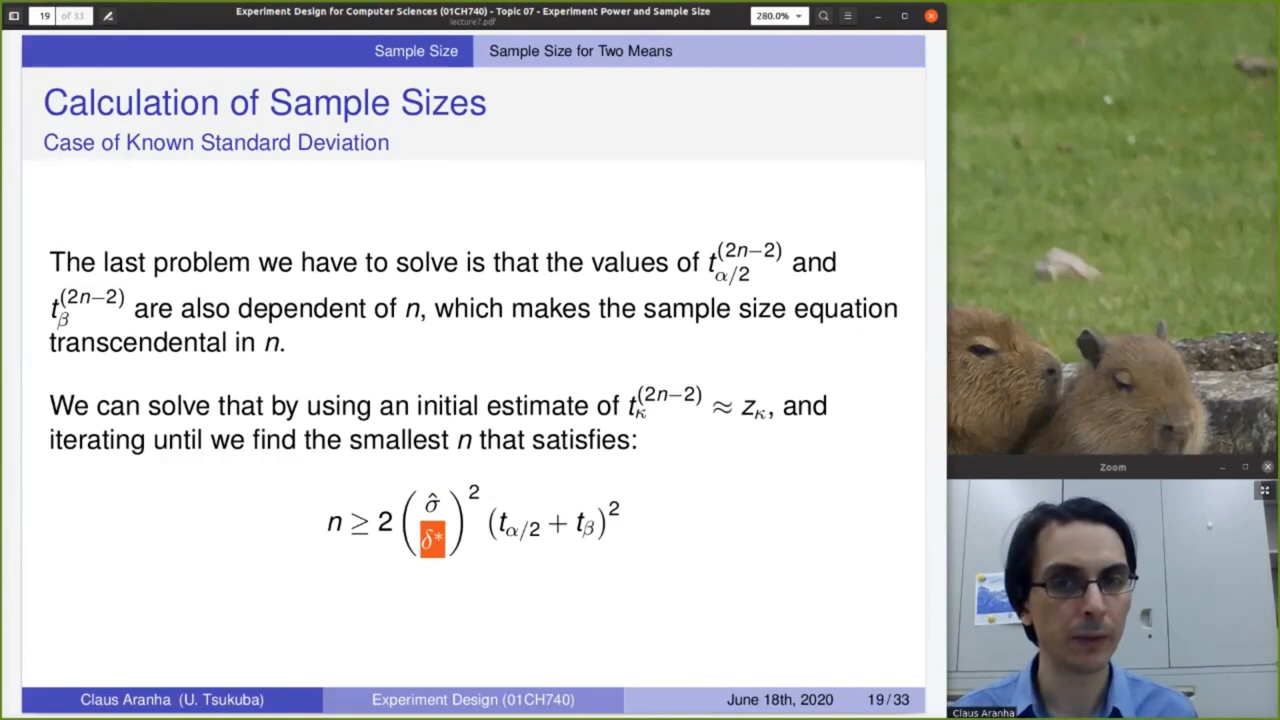 19 of 33
Experiment Design for Computer Sciences (01CH740) - Topic 07 - Experiment Power and Sample Size
lecture7.pdf
280.0%
Sample Size
Sample Size for Two Means
Calculation of Sample Sizes
Case of Known Standard Deviation
The last problem we have to solve is that the values of t_{α/2}^{(2n−2)} and
t_β^{(2n−2)} are also dependent of n, which makes the sample size equation
transcendental in n.
We can solve that by using an initial estimate of t_κ^{(2n−2)} ≈ z_κ, and
iterating until we find the smallest n that satisfies:
n ≥ 2 (σ̂ / δ*)² (t_{α/2} + t_β)²
Claus Aranha (U. Tsukuba)
Experiment Design (01CH740)
June 18th, 2020
19 / 33
Zoom
Claus Aranha